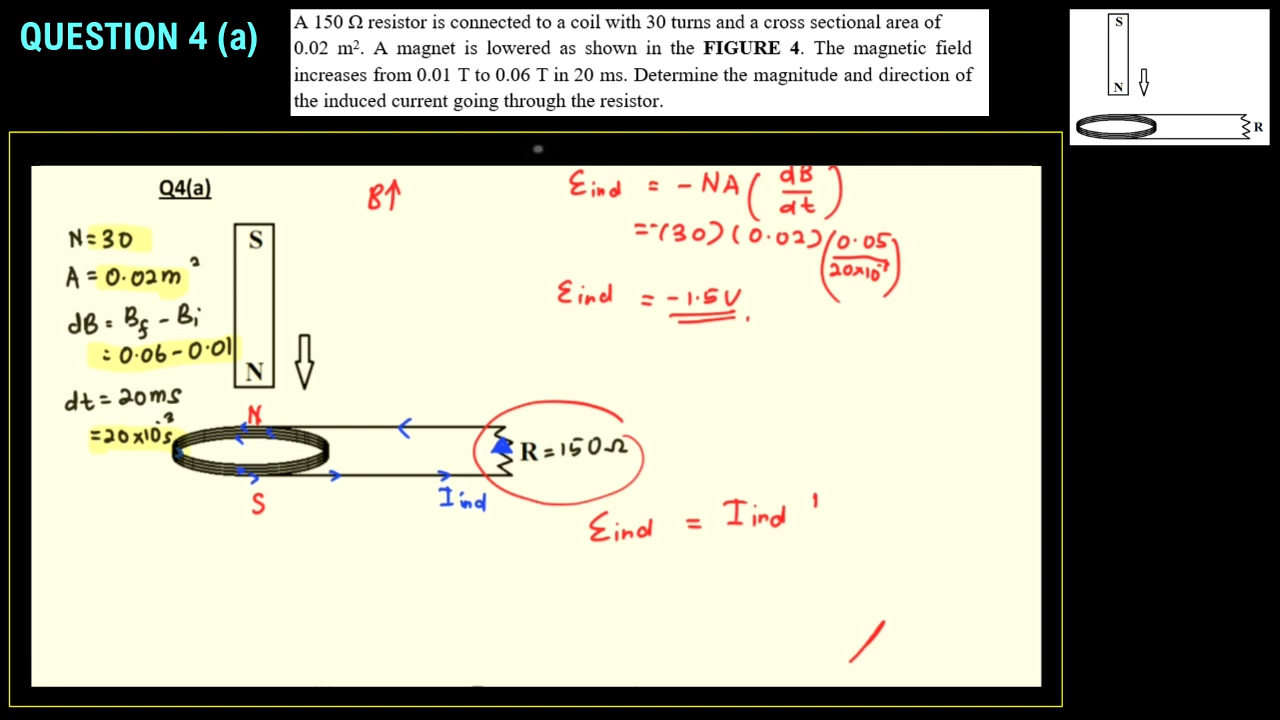 QUESTION 4 (a)
A 150 Ω resistor is connected to a coil with 30 turns and a cross sectional area of
0.02 m². A magnet is lowered as shown in the FIGURE 4. The magnetic field
increases from 0.01 T to 0.06 T in 20 ms. Determine the magnitude and direction of
the induced current going through the resistor.
S
N
R
Q4(a)
B↑
N = 30
A = 0.02m²
dB = Bf - Bi
= 0.06 - 0.01
dt = 20ms
= 20x10⁻³s
S
N
N
S
R = 150Ω
Iind
εind = - NA (dB/dt)
= -(30)(0.02)(0.05/20x10⁻³)
εind = -1.5V.
εind = Iind